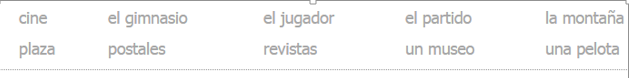 cine el gimnasio el jugador el partido la montaña
plaza postales revistas un museo una pelota